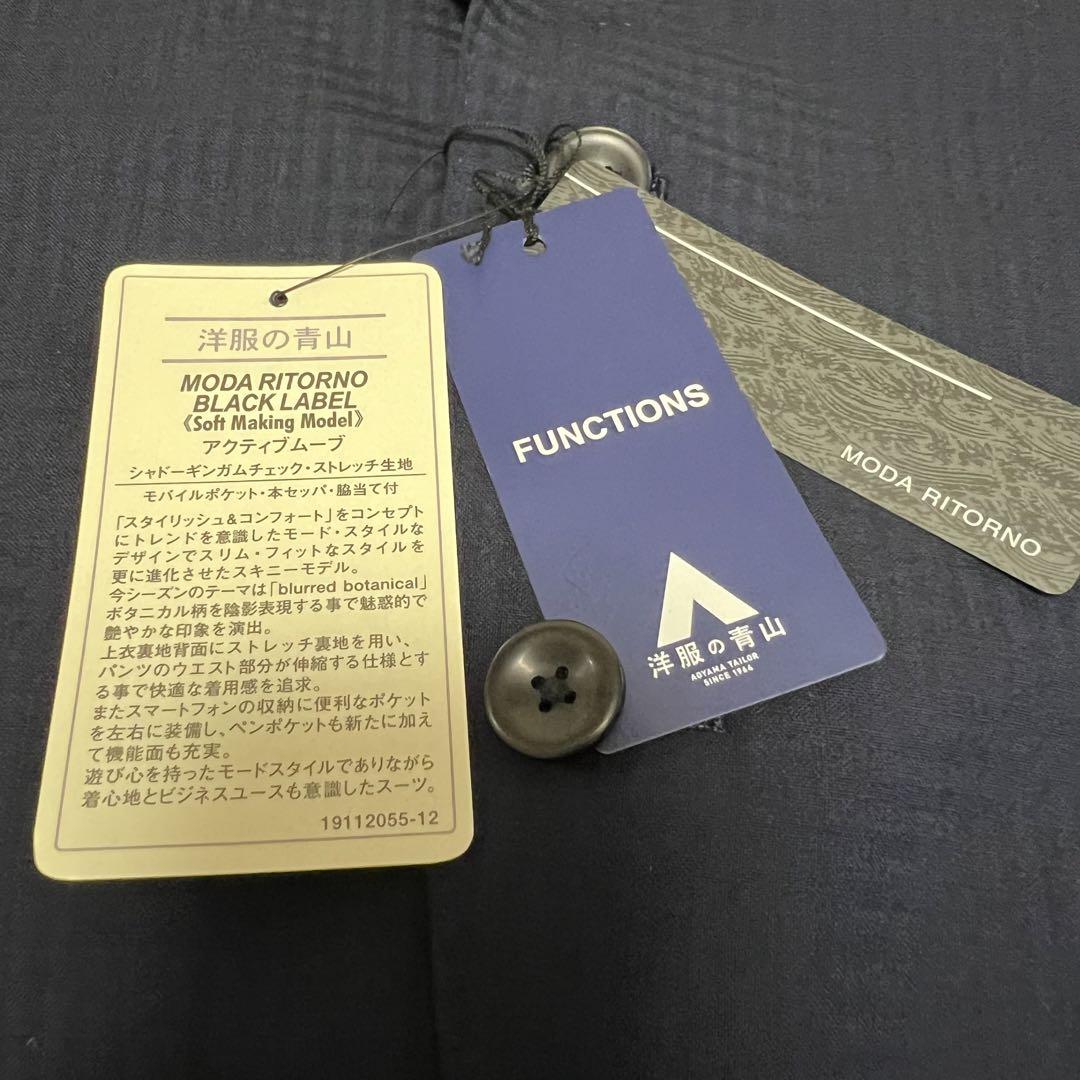 洋服の青山
MODA RITORNO
BLACK LABEL
《Soft Making Model》
アクティブムーブ
シャドーギンガムチェック・ストレッチ生地
モバイルポケット・本セッパ・脇当て付
「スタイリッシュ&コンフォート」をコンセプト
にトレンドを意識したモード・スタイルな
デザインでスリム・フィットなスタイルを
更に進化させたスキニーモデル。
今シーズンのテーマは「blurred botanical」
ボタニカル柄を陰影表現する事で魅惑的で
艶やかな印象を演出。
上衣裏地背面にストレッチ裏地を用い、
パンツのウエスト部分が伸縮する仕様とす
る事で快適な着用感を追求。
またスマートフォンの収納に便利なポケット
を左右に装備し、ペンポケットも新たに加え
て機能面も充実。
遊び心を持ったモードスタイルでありながら
着心地とビジネスユースも意識したスーツ。
19112055-12
FUNCTIONS
洋服の青山
AOYAMA TAILOR
SINCE 1964
MODA RITORNO